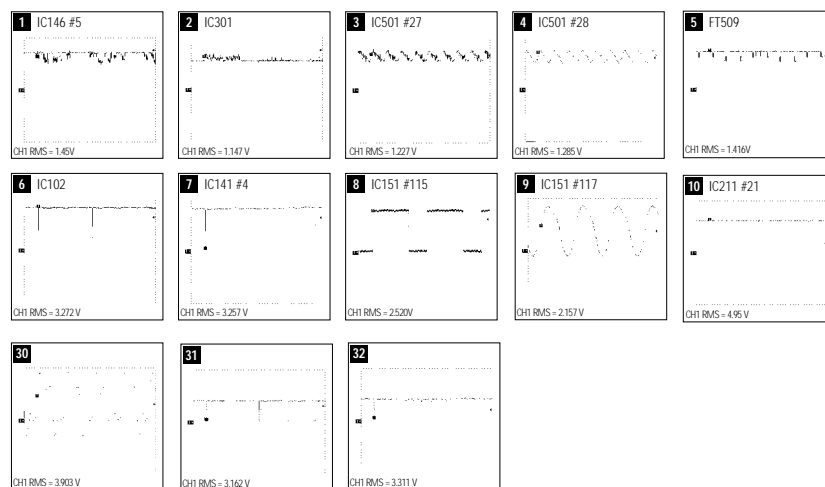 1 IC146 #5
CH1 RMS = 1.45V
2 IC301
CH1 RMS = 1.147 V
3 IC501 #27
CH1 RMS = 1.227 V
4 IC501 #28
CH1 RMS = 1.285 V
5 FT509
CH1 RMS = 1.416V
6 IC102
CH1 RMS = 3.272 V
7 IC141 #4
CH1 RMS = 3.257 V
8 IC151 #115
CH1 RMS = 2.520V
9 IC151 #117
CH1 RMS = 2.157 V
10 IC211 #21
CH1 RMS = 4.95 V
30
CH1 RMS = 3.903 V
31
CH1 RMS = 3.162 V
32
CH1 RMS = 3.311 V